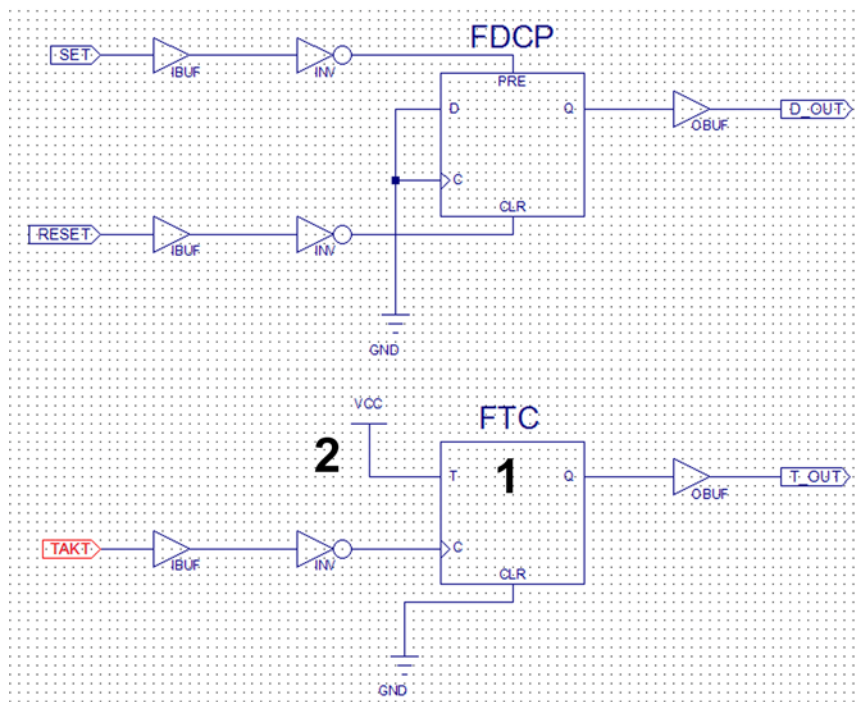 FDCP
SET
IBUF
INV
PRE
D
Q
OBUF
D_OUT
C
CLR
RESET
IBUF
INV
GND
VCC
FTC
2
T
1
Q
OBUF
T_OUT
TAKT
IBUF
INV
C
CLR
GND